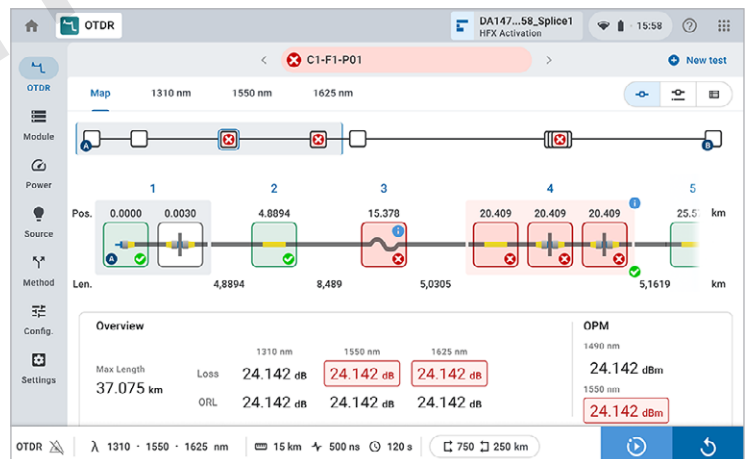 OTDR
DA147...58_Splice1
HFX Activation
15:58
C1-F1-P01
New test
OTDR
Module
Power
Source
Method
Config.
Settings
Map 1310 nm 1550 nm 1625 nm
A B
1 2 3 4 5
Pos. 0.0000 0.0030 4.8894 15.378 20.409 20.409 20.409 25.5 km
A
Len. 4,8894 8,489 5,0305 5,1619 km
Overview
1310 nm 1550 nm 1625 nm
Max Length
37.075 km
Loss 24.142 dB 24.142 dB 24.142 dB
ORL 24.142 dB 24.142 dB 24.142 dB
OPM
1490 nm
24.142 dBm
1550 nm
24.142 dBm
OTDR λ 1310 · 1550 · 1625 nm 15 km 500 ns 120 s 750 250 km